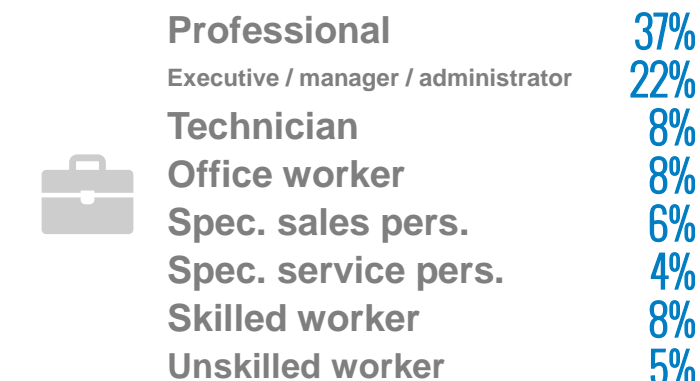 Professional 37%
Executive / manager / administrator 22%
Technician 8%
Office worker 8%
Spec. sales pers. 6%
Spec. service pers. 4%
Skilled worker 8%
Unskilled worker 5%